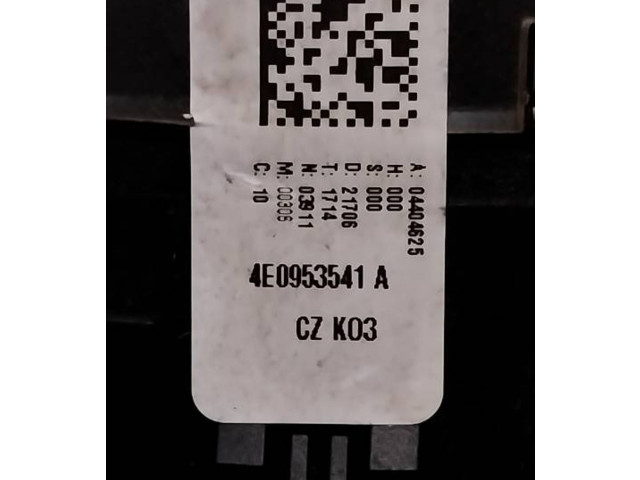 A: 04404625
H: 000
S: 000
D: 21706
T: 1714
N: 03911
M: 00306
C: 10
4E0953541 A
CZ K03